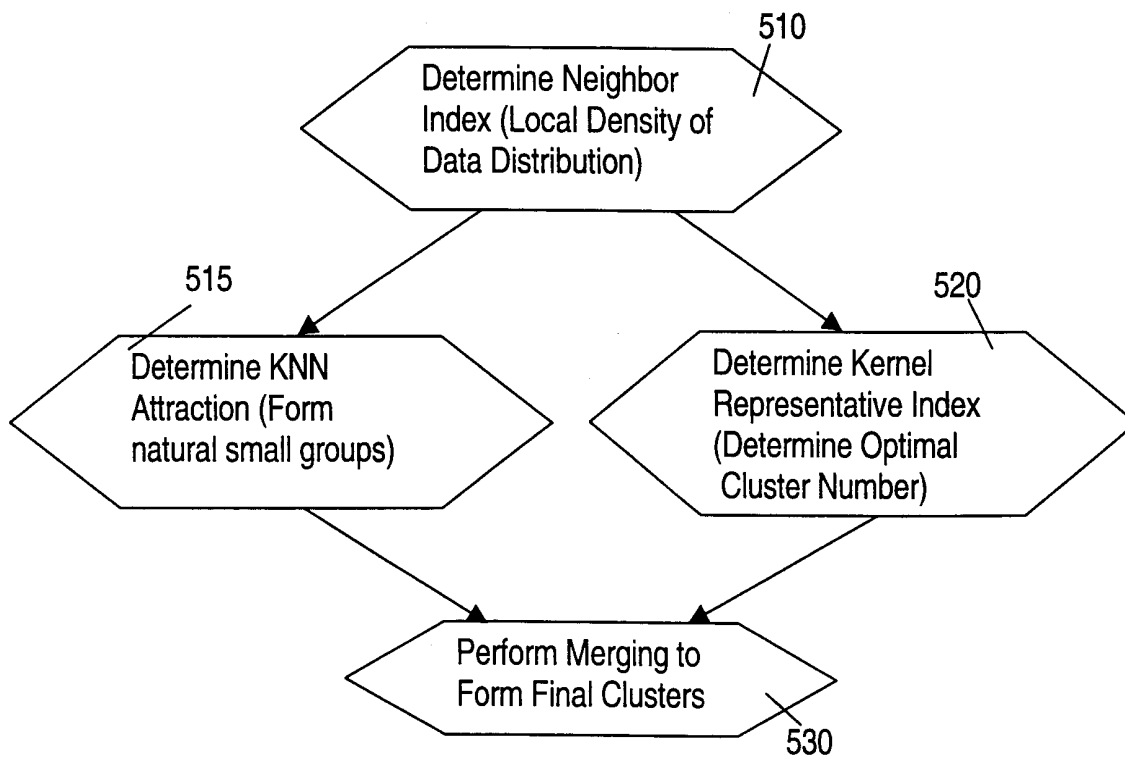 510
Determine Neighbor
Index (Local Density of
Data Distribution)
515
Determine KNN
Attraction (Form
natural small groups)
520
Determine Kernel
Representative Index
(Determine Optimal
Cluster Number)
Perform Merging to
Form Final Clusters
530